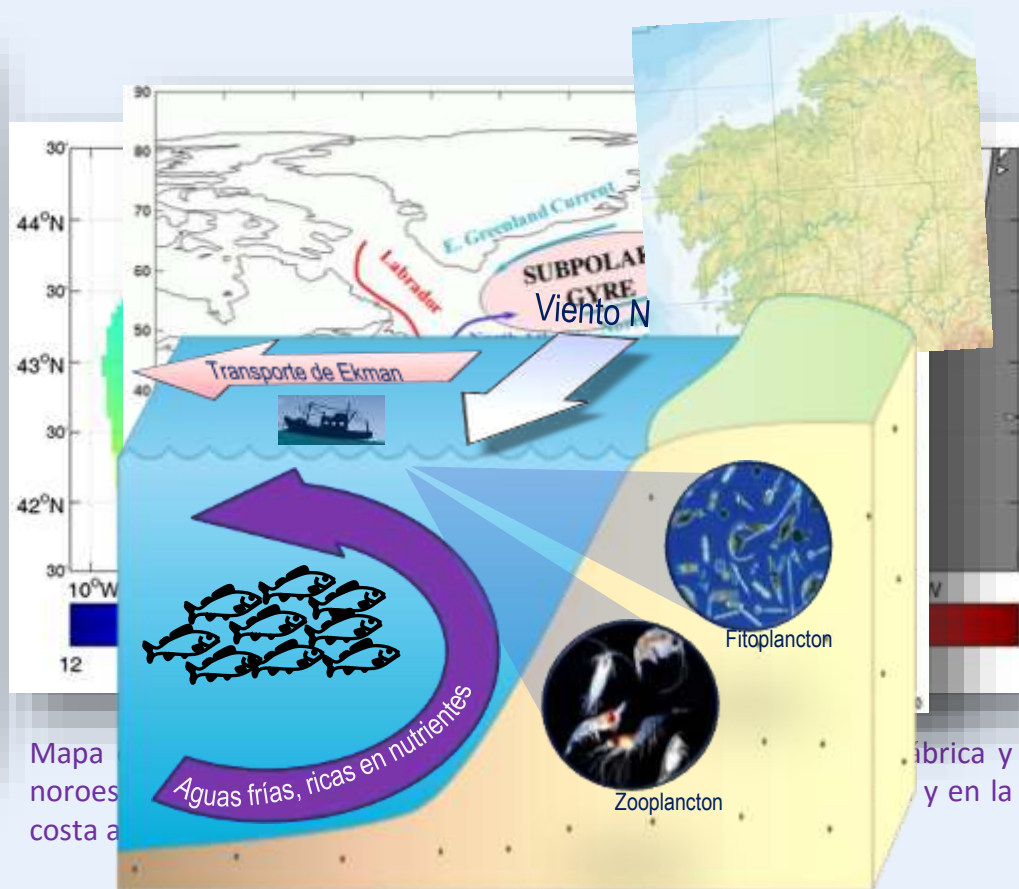 90
80
70
60
50
40
30'
44°N
30'
43°N
30'
42°N
30'
10°W
W
12
E. Greenland Current
Labrador
SUBPOLAR
GYRE
Viento N
Transporte de Ekman
Fitoplancton
Zooplancton
Aguas frías, ricas en nutrientes
Mapa ábrica y
noroes y en la
costa a